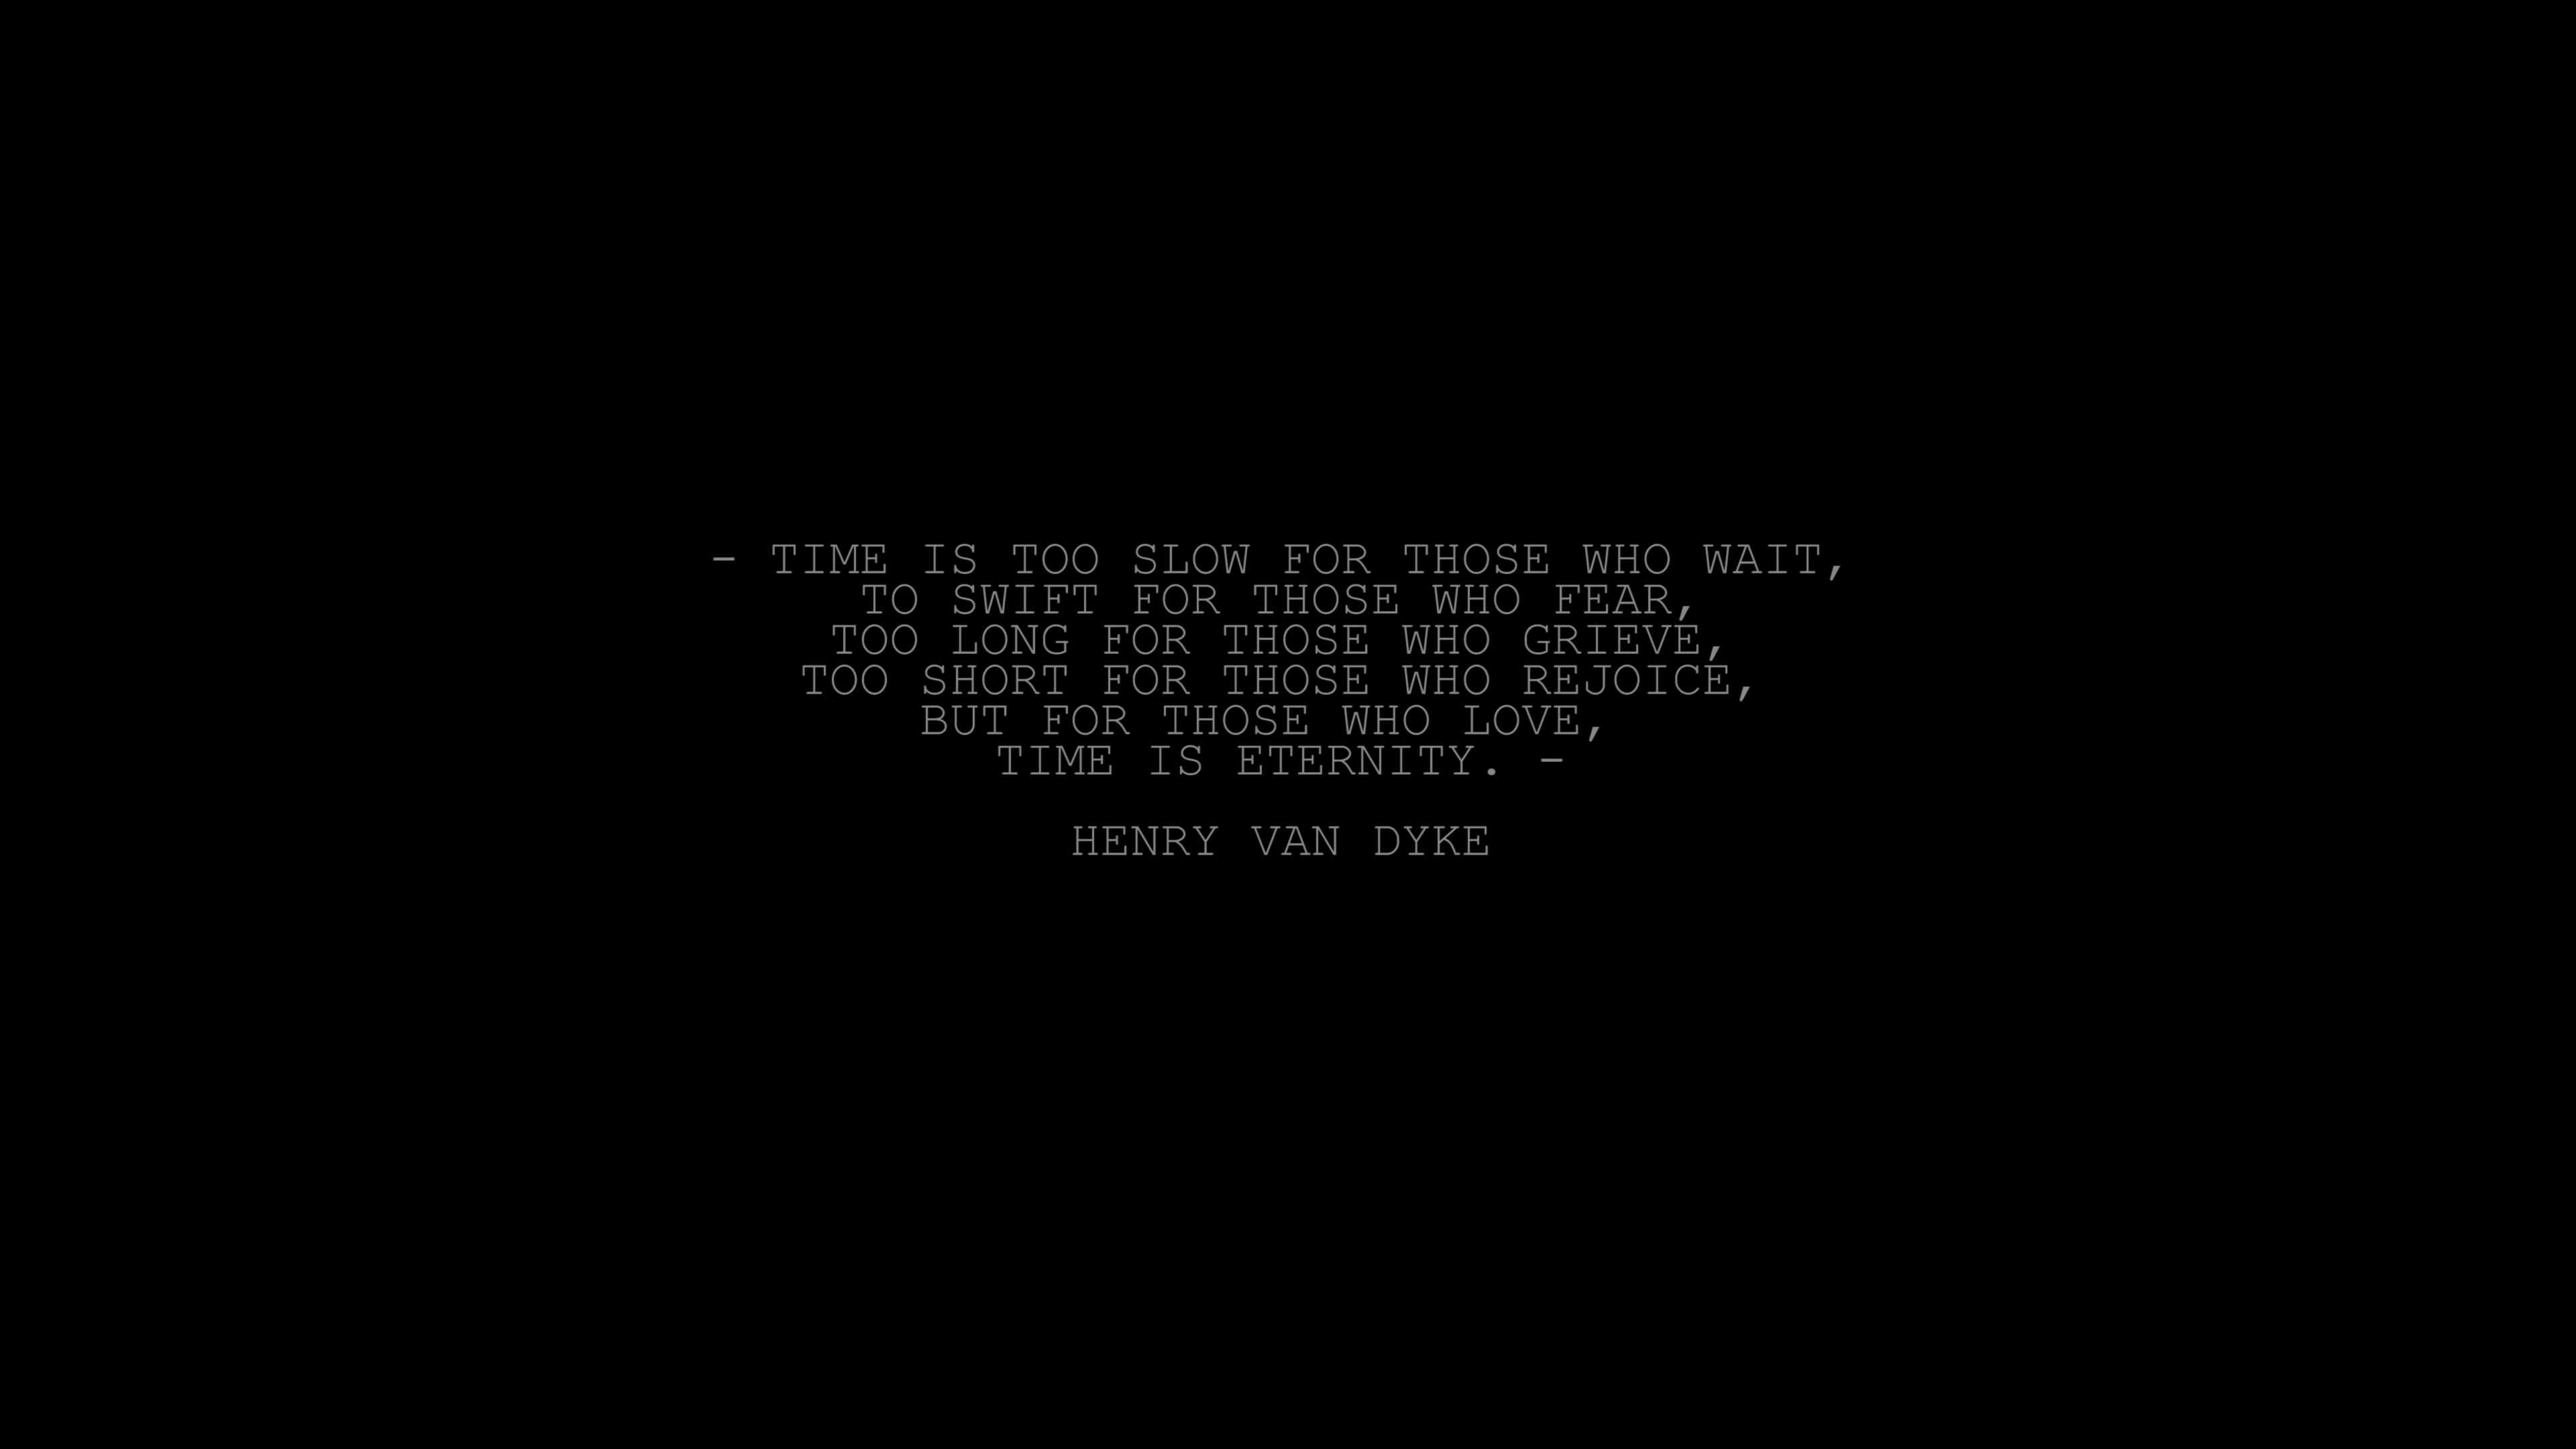 - TIME IS TOO SLOW FOR THOSE WHO WAIT,
TO SWIFT FOR THOSE WHO FEAR,
TOO LONG FOR THOSE WHO GRIEVE,
TOO SHORT FOR THOSE WHO REJOICE,
BUT FOR THOSE WHO LOVE,
TIME IS ETERNITY. -
HENRY VAN DYKE